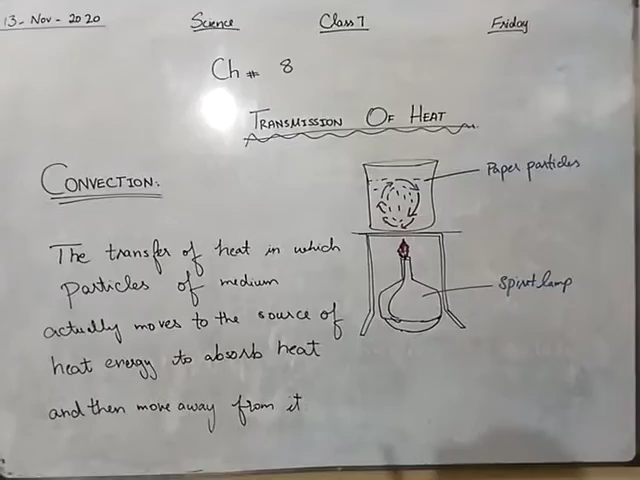 13-Nov-2020 Science Class 7 Friday
Ch # 8
TRANSMISSION OF HEAT
CONVECTION:
Paper particles
The transfer of heat in which
Particles of medium
actually moves to the source of
heat energy to absorb heat
and then move away from it
Spirit lamp